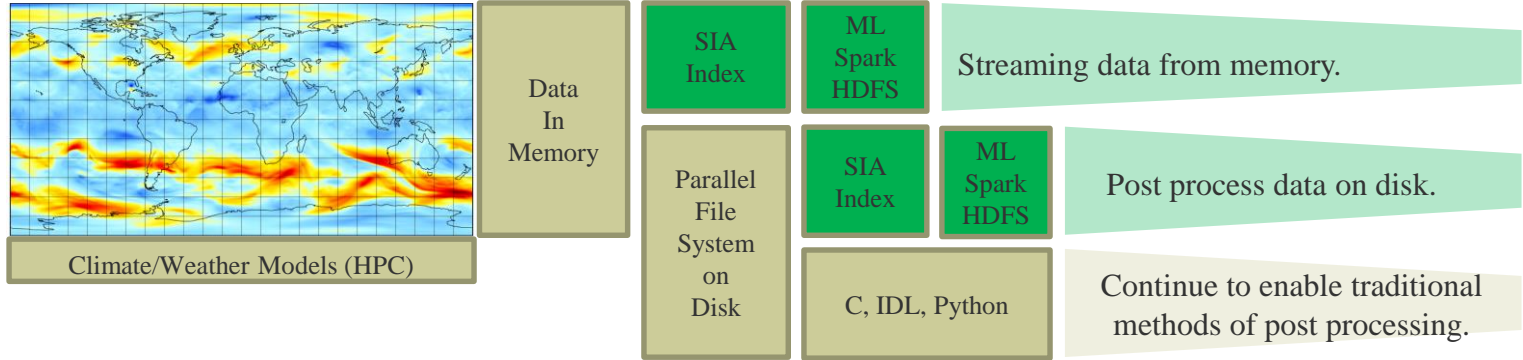 Climate/Weather Models (HPC)
Data
In
Memory
SIA
Index
ML
Spark
HDFS
Streaming data from memory.
Parallel
File
System
on
Disk
SIA
Index
ML
Spark
HDFS
Post process data on disk.
C, IDL, Python
Continue to enable traditional
methods of post processing.